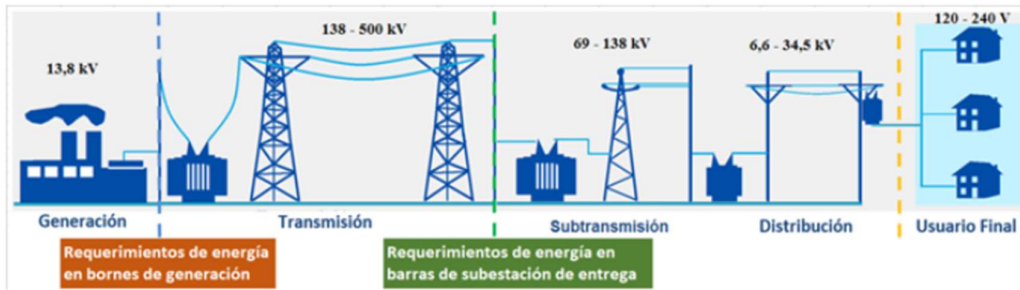 120 - 240 V
138 - 500 kV
69 - 138 kV
6,6 - 34,5 kV
13,8 kV
Generación
Transmisión
Subtransmisión
Distribución
Usuario Final
Requerimientos de energía
en bornes de generación
Requerimientos de energía en
barras de subestación de entrega